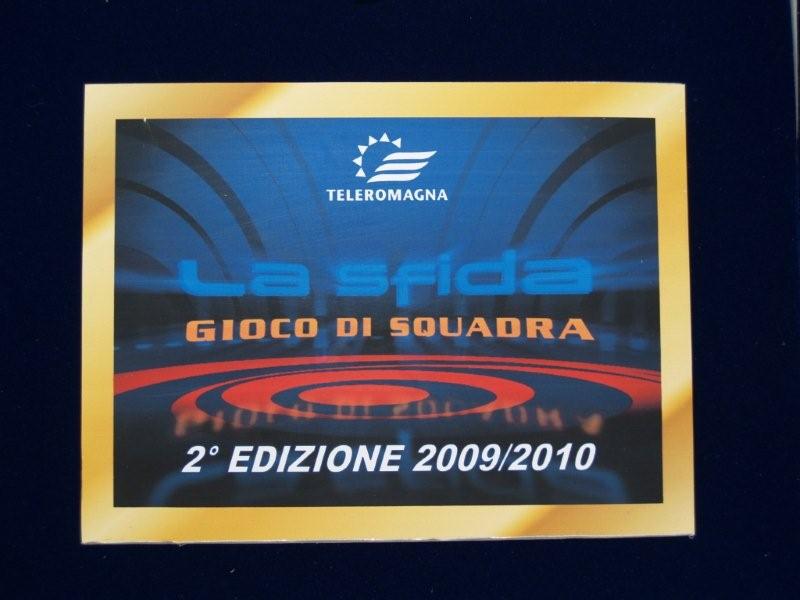 TELEROMAGNA
La sfida
GIOCO DI SQUADRA
2° EDIZIONE 2009/2010